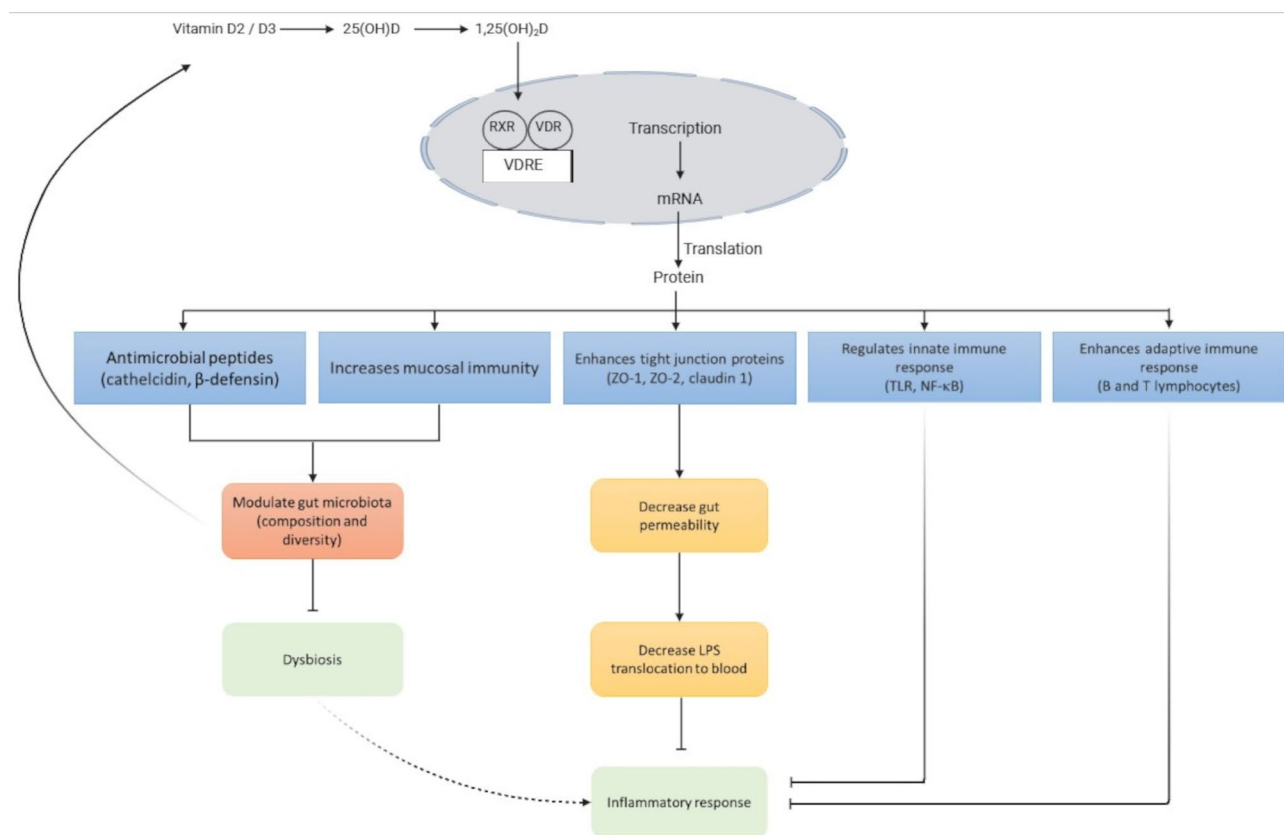 Vitamin D2 / D3
25(OH)D
1,25(OH)₂D
RXR
VDR
VDRE
Transcription
mRNA
Translation
Protein
Antimicrobial peptides
(cathelcidin, β-defensin)
Increases mucosal immunity
Enhances tight junction proteins
(ZO-1, ZO-2, claudin 1)
Regulates innate immune
response
(TLR, NF-κB)
Enhances adaptive immune
response
(B and T lymphocytes)
Modulate gut microbiota
(composition and
diversity)
Decrease gut
permeability
Dysbiosis
Decrease LPS
translocation to blood
Inflammatory response